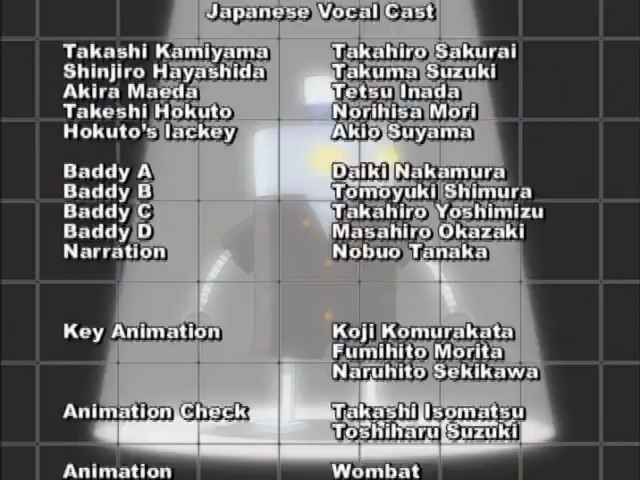 Japanese Vocal Cast
Takashi Kamiyama Takahiro Sakurai
Shinjiro Hayashida Takuma Suzuki
Akira Maeda Tetsu Inada
Takeshi Hokuto Norihisa Mori
Hokuto's lackey Akio Suyama
Baddy A Daiki Nakamura
Baddy B Tomoyuki Shimura
Baddy C Takahiro Yoshimizu
Baddy D Masahiro Okazaki
Narration Nobuo Tanaka
Key Animation Koji Komurakata
Fumihito Morita
Naruhito Sekikawa
Animation Check Takashi Isomatsu
Toshiharu Suzuki
Animation Wombat